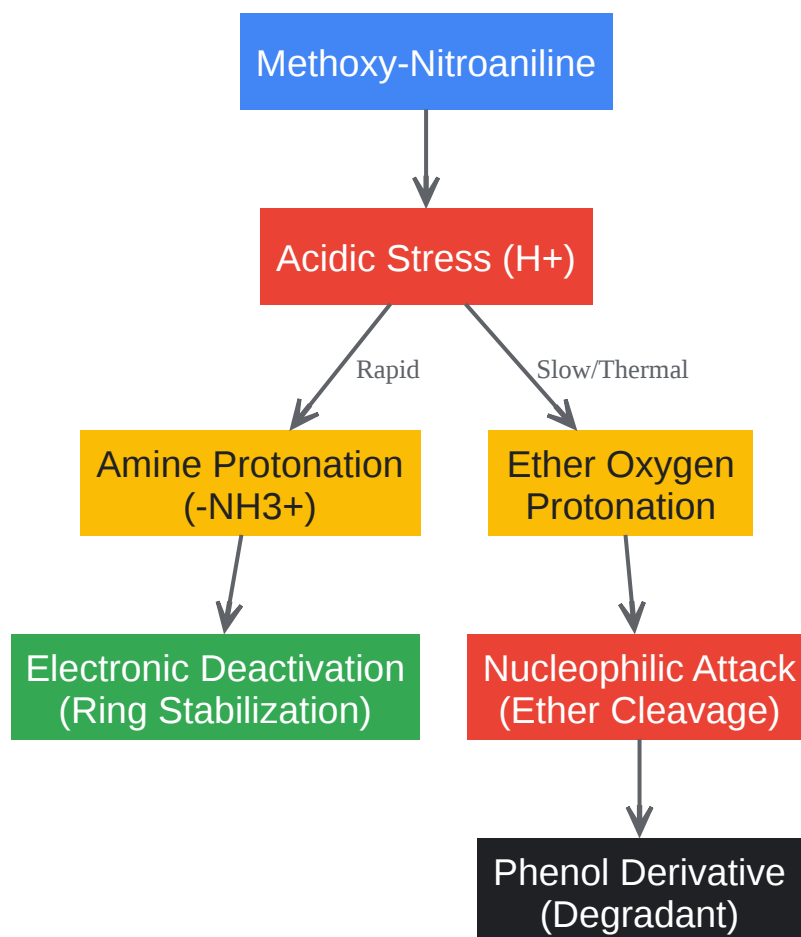 Methoxy-Nitroaniline
Acidic Stress (H+)
Rapid
Slow/Thermal
Amine Protonation
(-NH3+)
Ether Oxygen
Protonation
Electronic Deactivation
(Ring Stabilization)
Nucleophilic Attack
(Ether Cleavage)
Phenol Derivative
(Degradant)